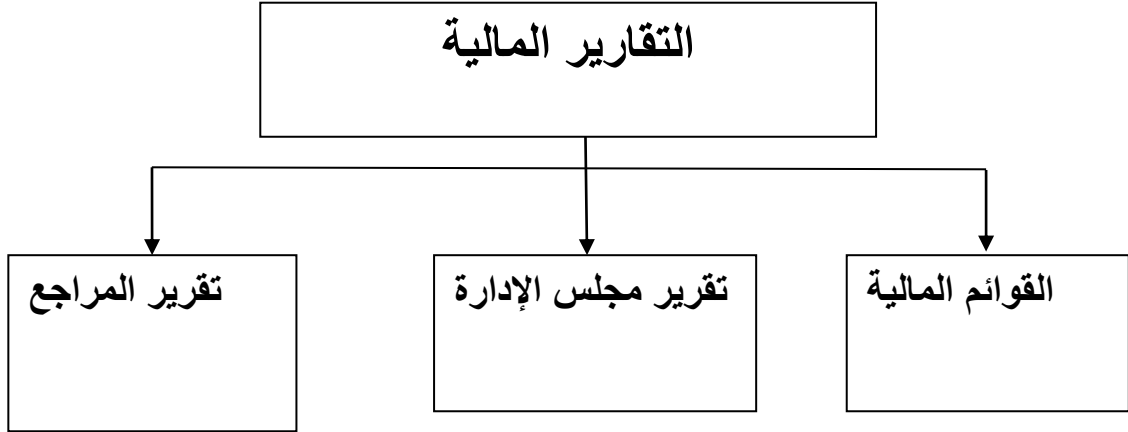 التقارير المالية
القوائم المالية
تقرير مجلس الإدارة
تقرير المراجع